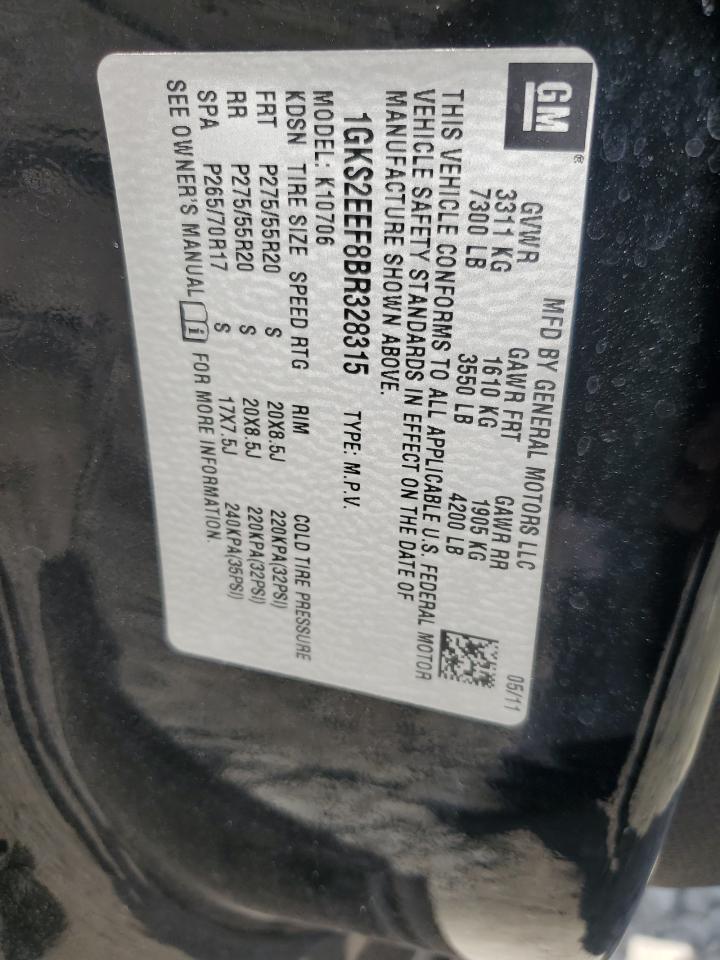 GM®
MFD BY GENERAL MOTORS LLC 05/11
GVWR GAWR FRT GAWR RR
3311 KG 1610 KG 1905 KG
7300 LB 3550 LB 4200 LB
THIS VEHICLE CONFORMS TO ALL APPLICABLE U.S. FEDERAL MOTOR
VEHICLE SAFETY STANDARDS IN EFFECT ON THE DATE OF
MANUFACTURE SHOWN ABOVE.
1GKS2EEF8BR328315 TYPE: M.P.V.
MODEL: K10706
KDSN TIRE SIZE SPEED RTG RIM COLD TIRE PRESSURE
FRT P275/55R20 S 20X8.5J 220KPA(32PSI)
RR P275/55R20 S 20X8.5J 220KPA(32PSI)
SPA P265/70R17 S 17X7.5J 240KPA(35PSI)
SEE OWNER'S MANUAL i FOR MORE INFORMATION.